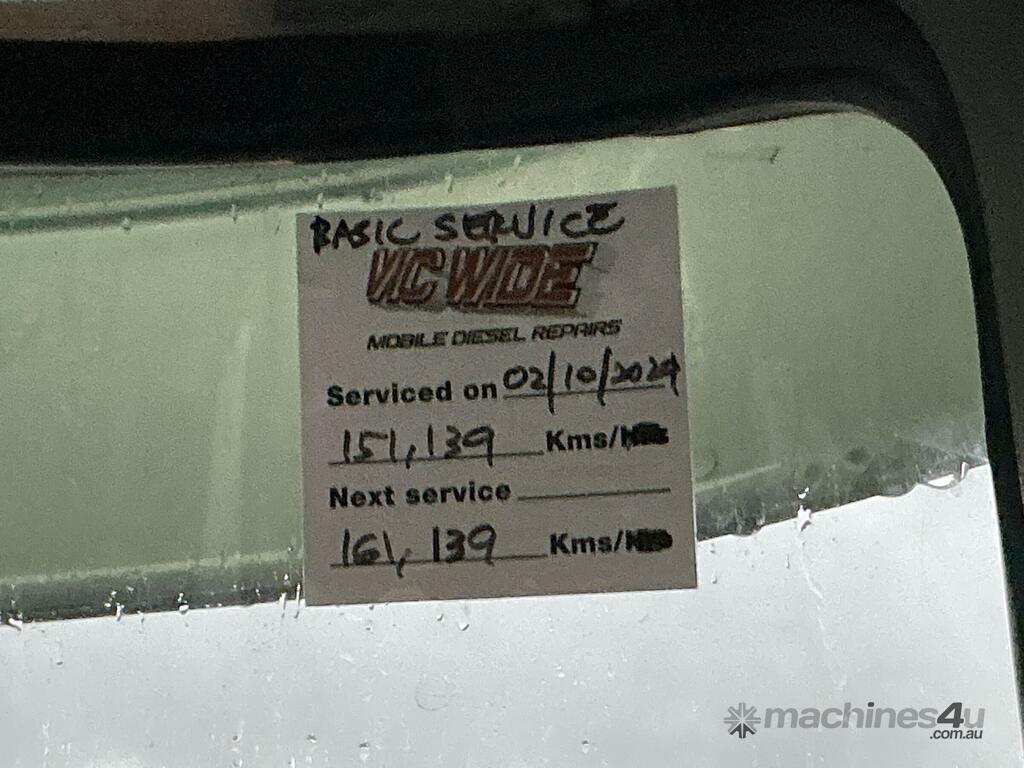 BASIC SERVICE
VIC WIDE
MOBILE DIESEL REPAIRS
Serviced on 02/10/2024
151,139 Kms/
Next service
161,139 Kms/
machines4u
.com.au